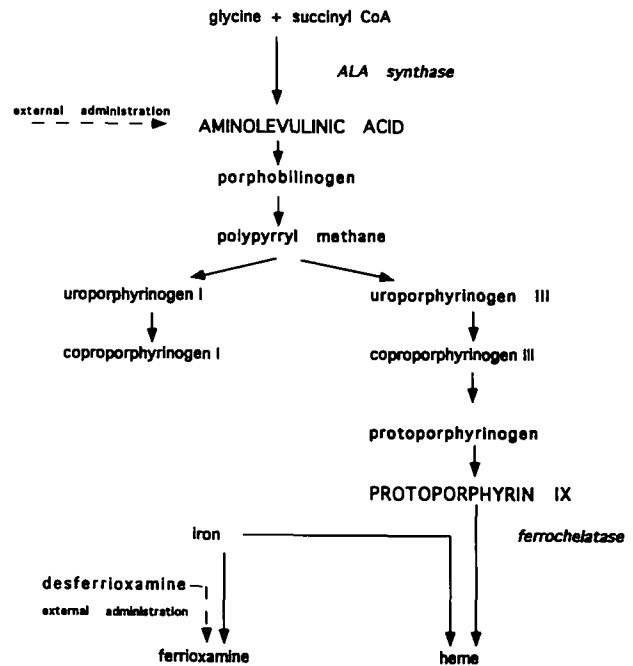 glycine + succinyl CoA
ALA synthase
external administration
AMINOLEVULINIC ACID
porphobilinogen
polypyrryl methane
uroporphyrinogen I
uroporphyrinogen III
coproporphyrinogen I
coproporphyrinogen III
protoporphyrinogen
PROTOPORPHYRIN IX
iron
ferrochelatase
desferrioxamine
external administration
ferrioxamine
heme